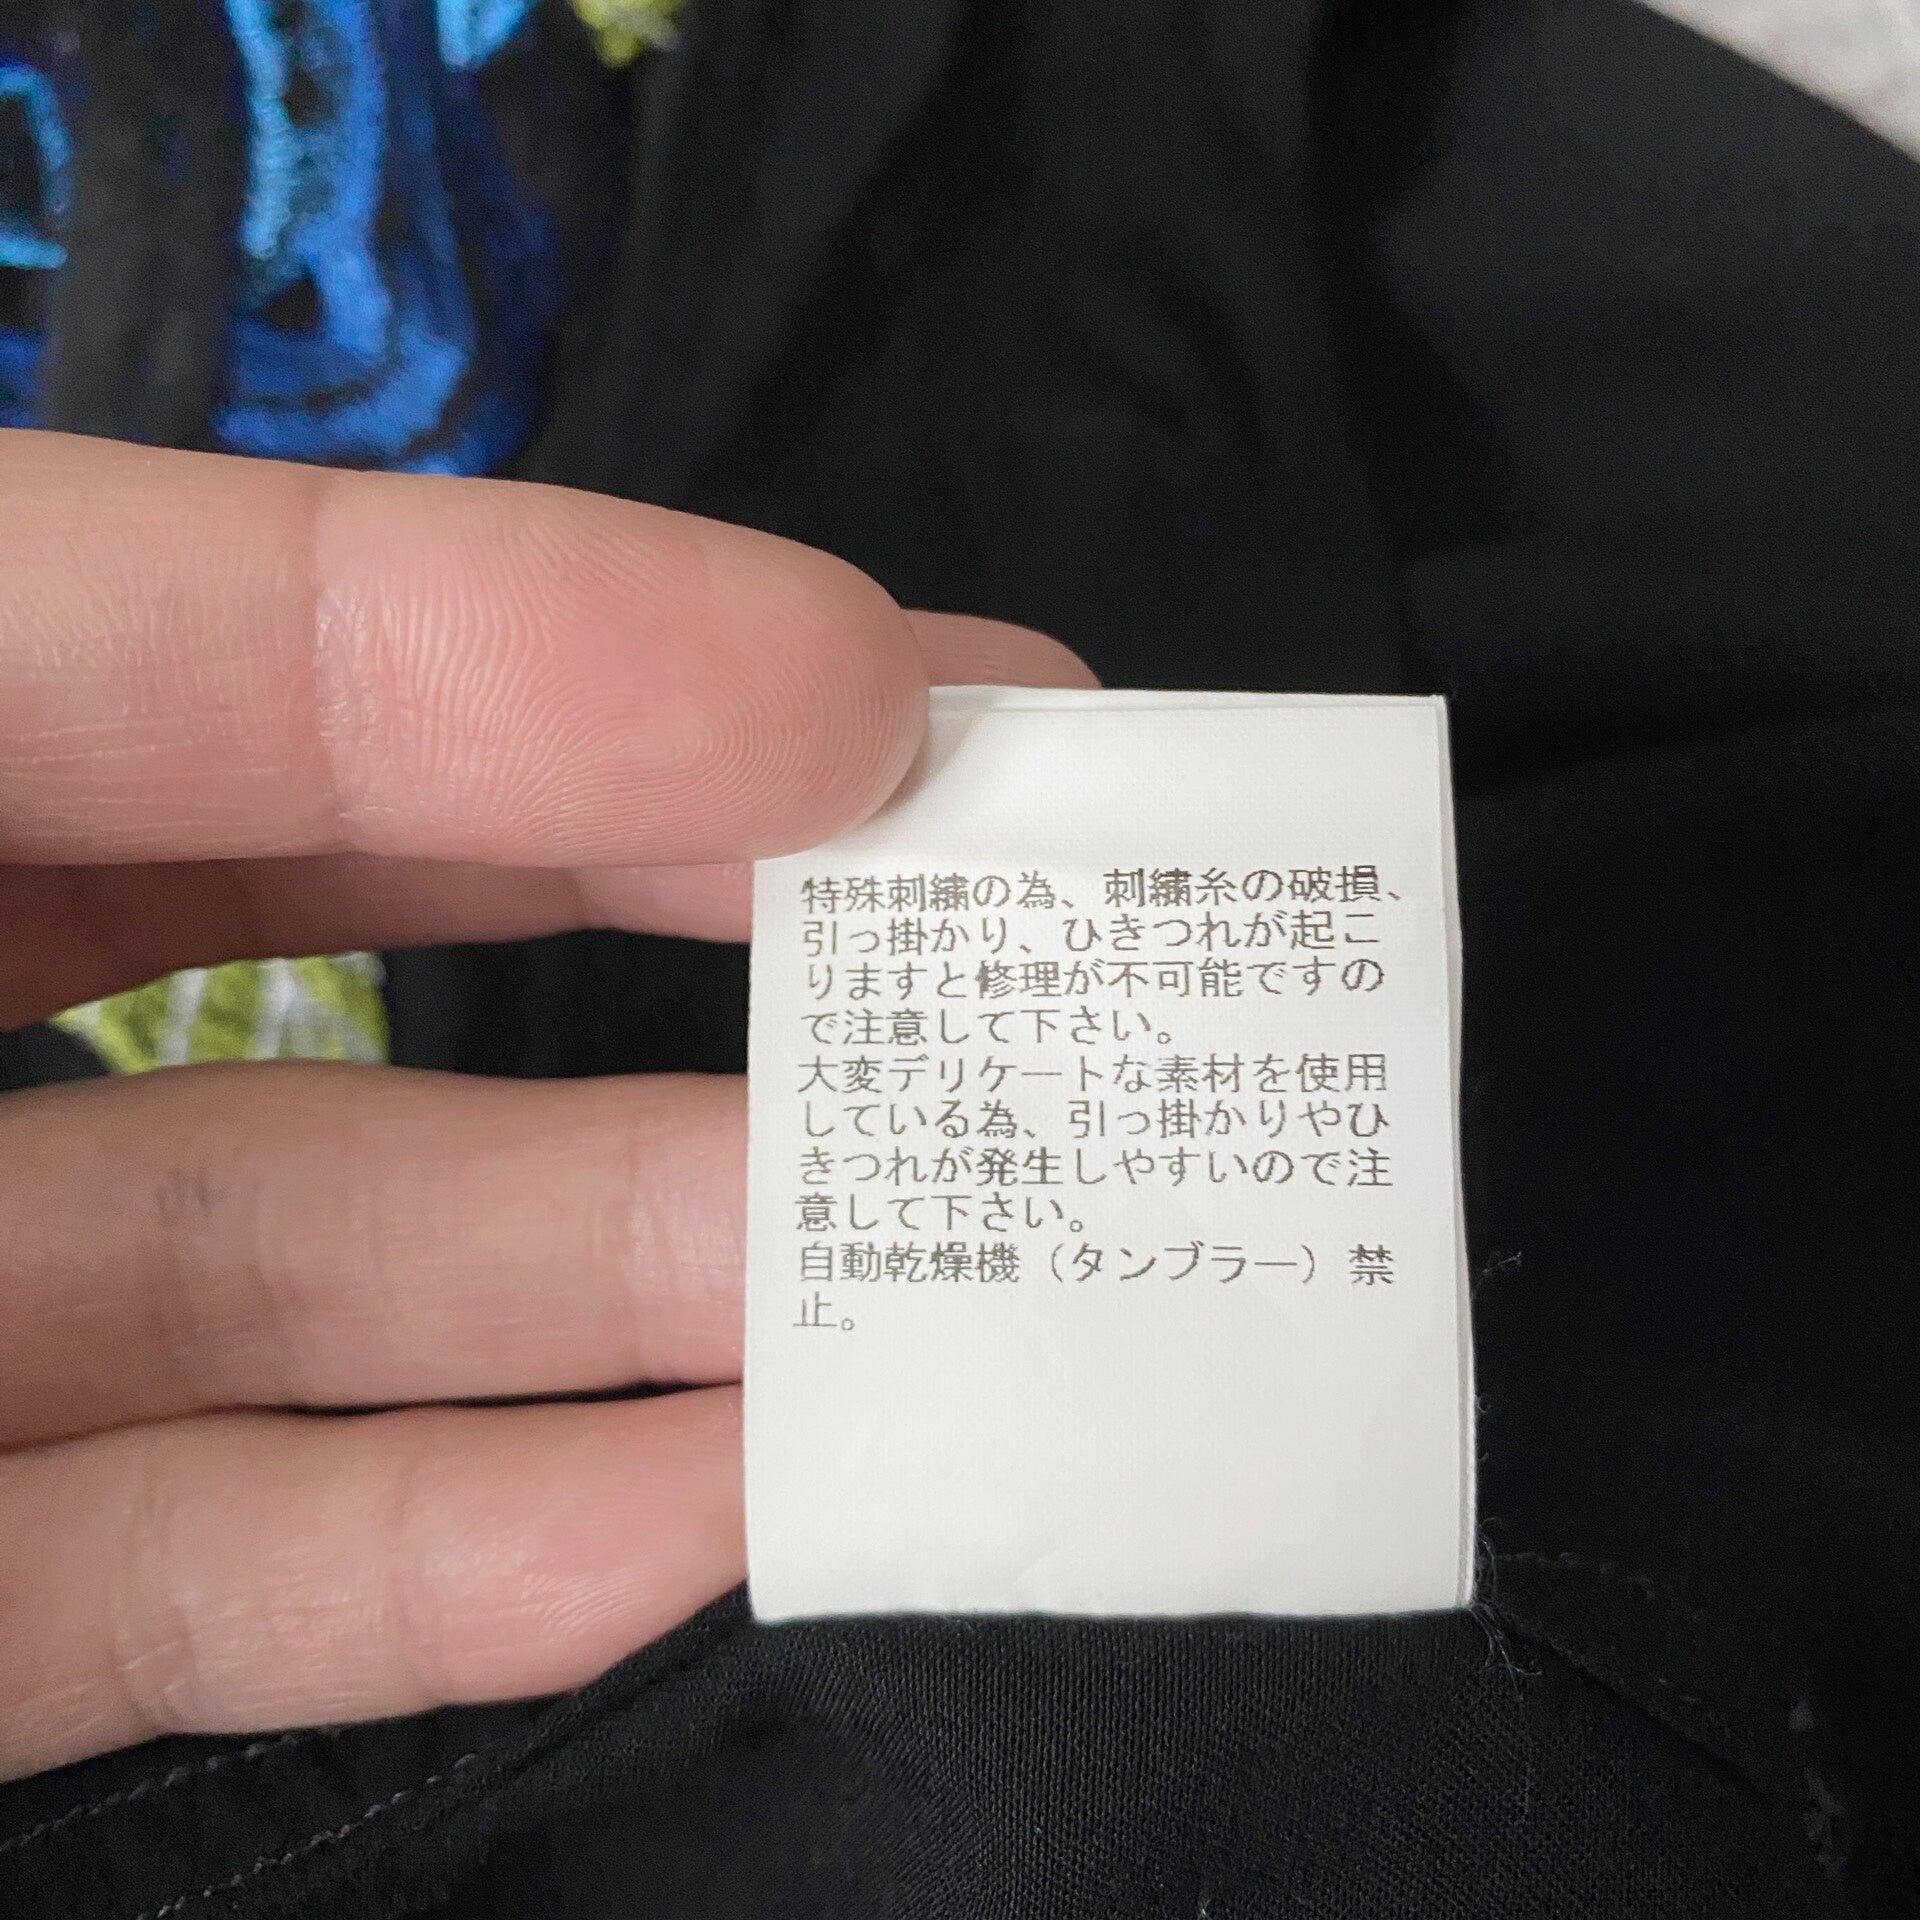 特殊刺繍の為、刺繍糸の破損、
引っ掛かり、ひきつれが起こ
りますと修理が不可能ですの
で注意して下さい。
大変デリケートな素材を使用
している為、引っ掛かりやひ
きつれが発生しやすいので注
意して下さい。
自動乾燥機（タンブラー）禁
止。